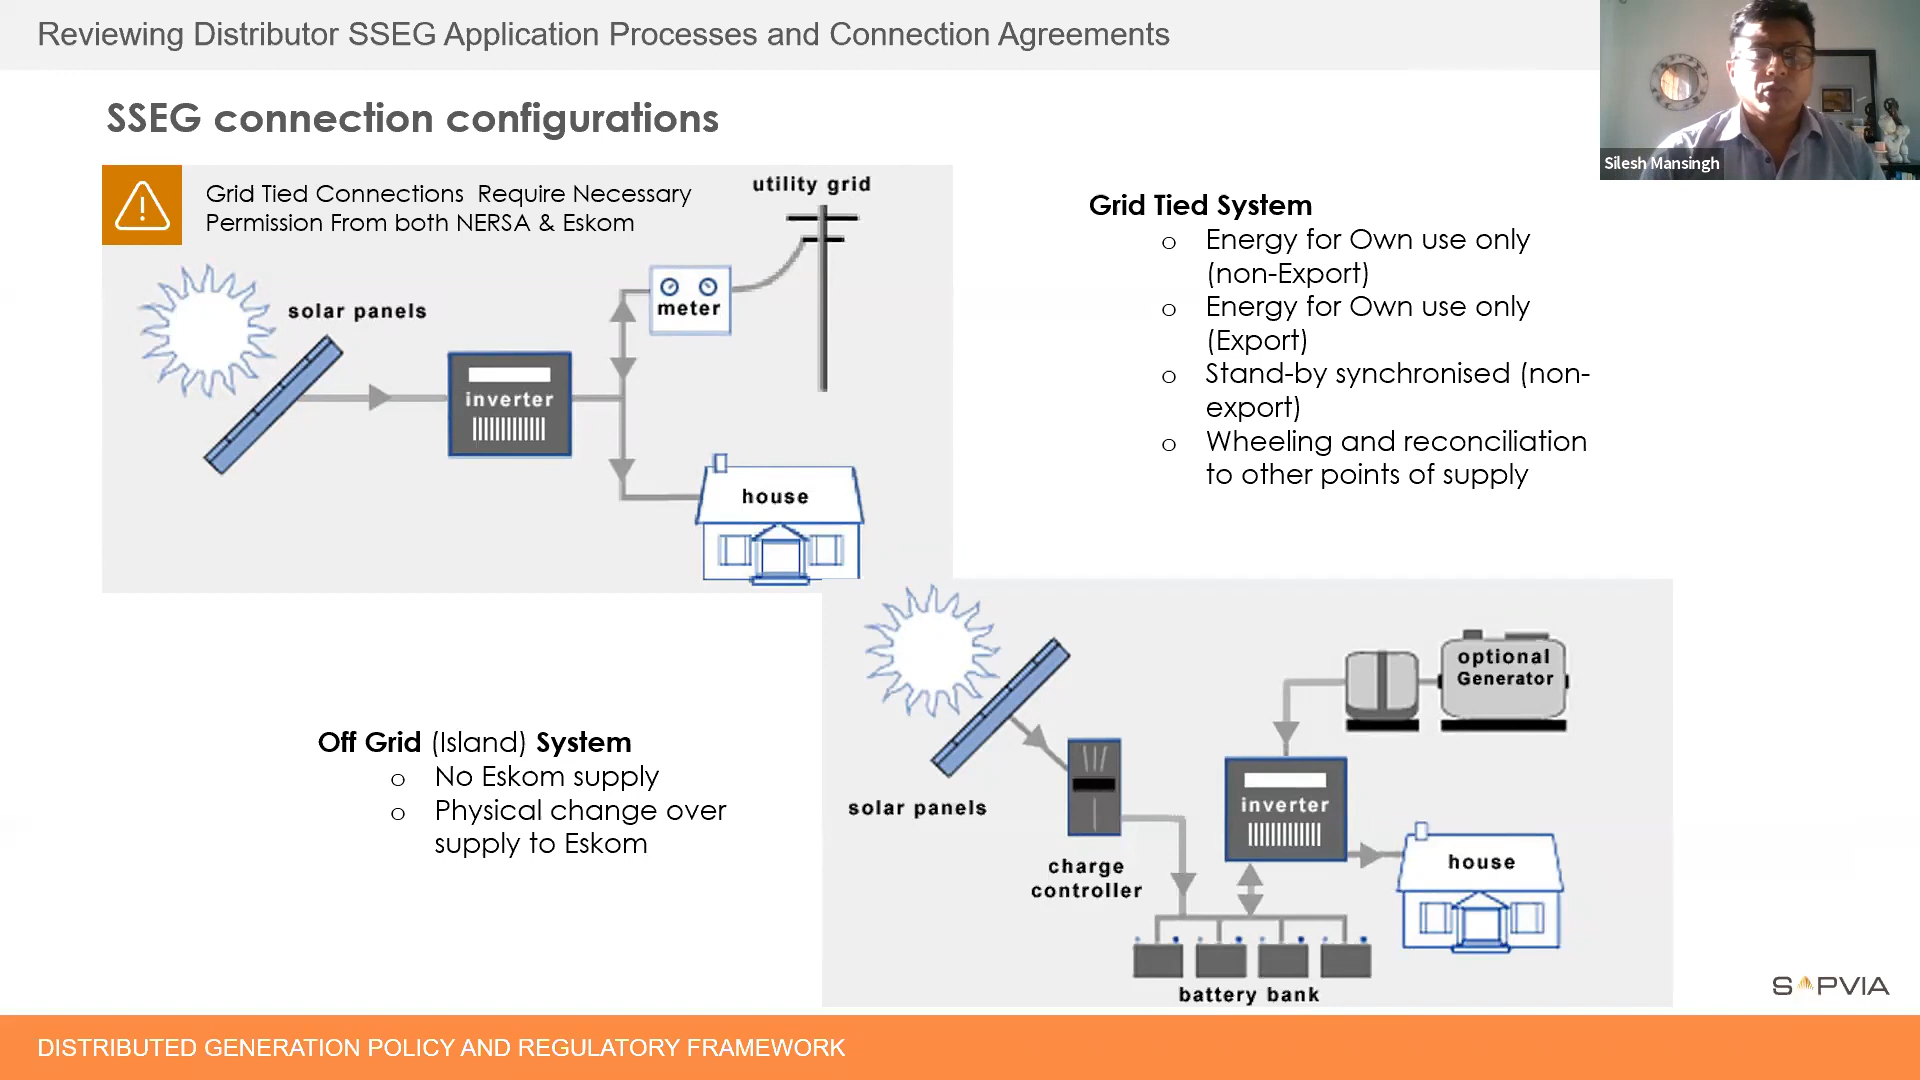 Reviewing Distributor SSEG Application Processes and Connection Agreements
Silesh Mansingh
SSEG connection configurations
Grid Tied Connections  Require Necessary
Permission From both NERSA & Eskom
utility grid
meter
solar panels
inverter
house
Grid Tied System
o Energy for Own use only
(non-Export)
o Energy for Own use only
(Export)
o Stand-by synchronised (non-
export)
o Wheeling and reconciliation
to other points of supply
Off Grid (Island) System
o No Eskom supply
o Physical change over
supply to Eskom
optional
Generator
solar panels
inverter
charge
controller
house
battery bank
SAPVIA
DISTRIBUTED GENERATION POLICY AND REGULATORY FRAMEWORK